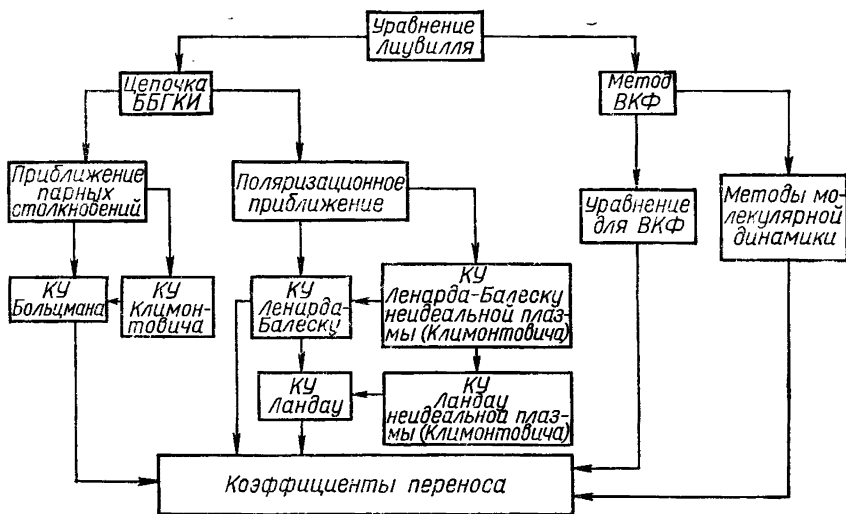 Уравнение
Лиувилля
Цепочка
ББГКИ
Метод
ВКФ
Приближение
парных
столкновений
Поляризационное
приближение
Уравнение
для ВКФ
Методы мо-
лекулярной
динамики
КУ
Больцмана
КУ
Климон-
товича
КУ
Ленарда-
Балеску
КУ
Ленарда-Балеску
неидеальной плаз-
мы (Климонтовича)
КУ
Ландау
КУ
Ландау
неидеальной плаз-
мы (Климонтовича)
Коэффициенты переноса